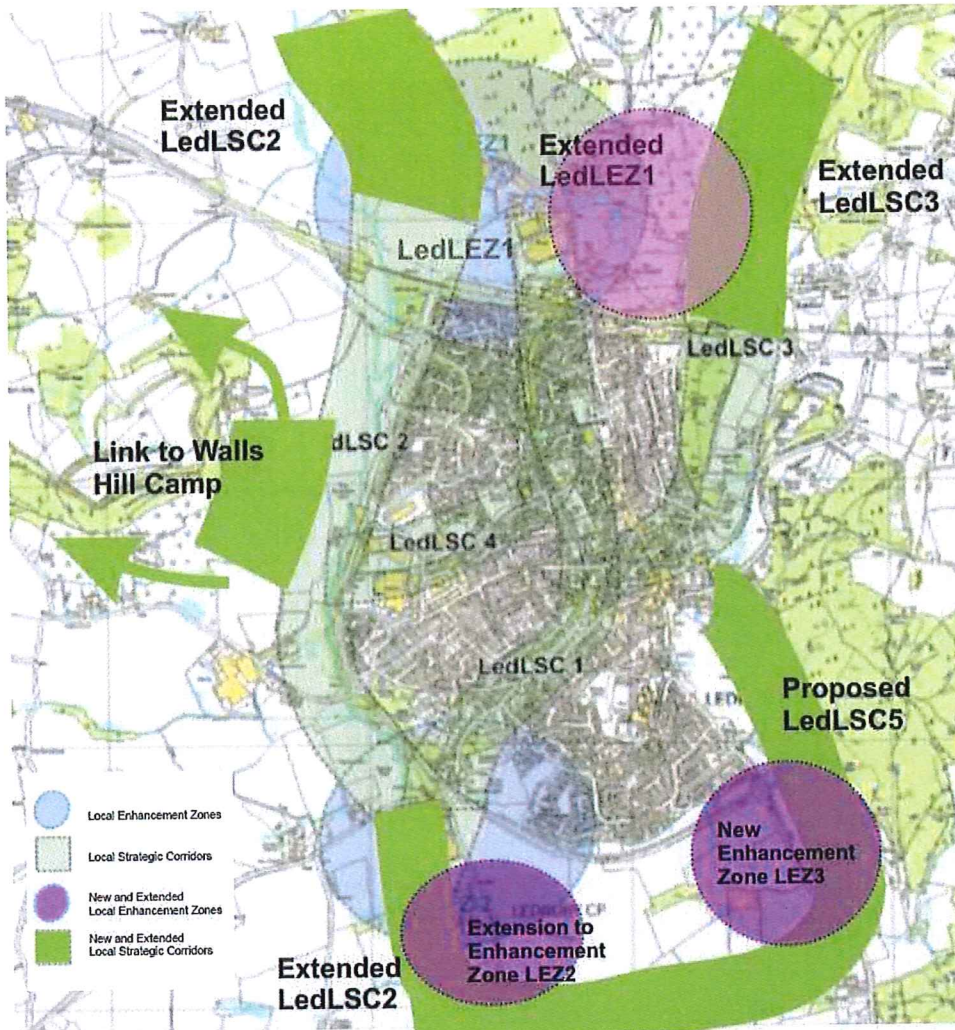 Extended
LedLSC2
Extended
LedLEZ1
Extended
LedLSC3
LedLEZ1
LedLSC 3
Link to Walls
Hill Camp
LSC 2
LedLSC 4
LedLSC 1
Proposed
LedLSC5
New
Enhancement
Zone LEZ3
Extension to
Enhancement
Zone LEZ2
Extended
LedLSC2
Local Enhancement Zones
Local Strategic Corridors
New and Extended
Local Enhancement Zones
New and Extended
Local Strategic Corridors